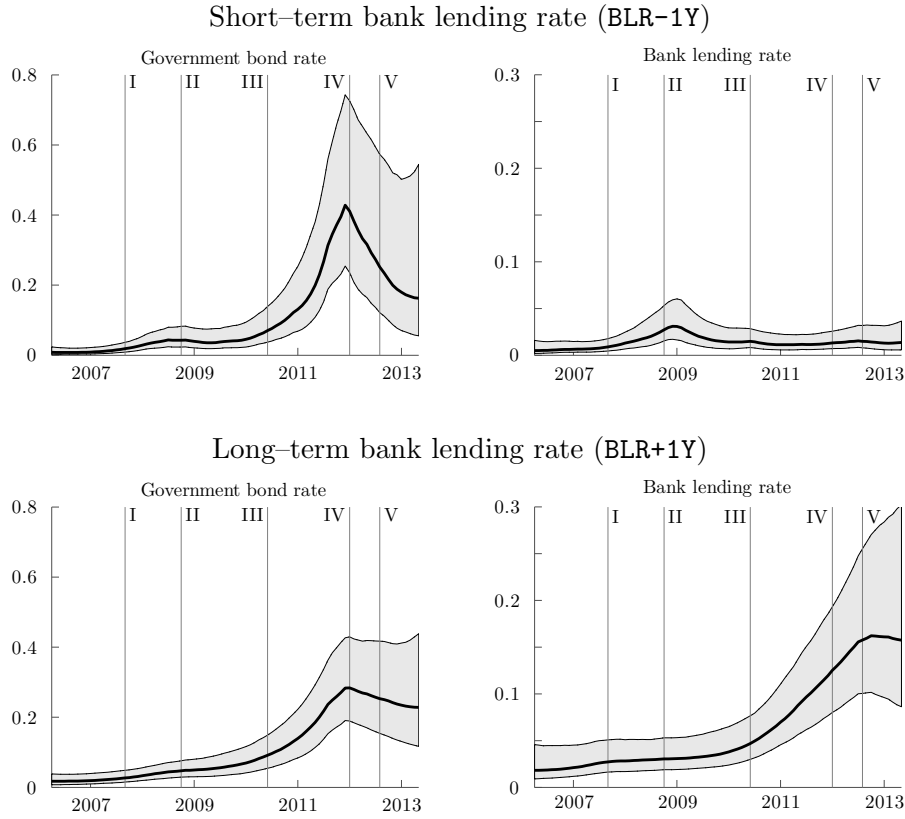 Short–term bank lending rate (BLR-1Y)
Government bond rate
0.8
0.6
0.4
0.2
0
I II III IV V
2007 2009 2011 2013
Bank lending rate
0.3
0.2
0.1
0
I II III IV V
2007 2009 2011 2013
Long–term bank lending rate (BLR+1Y)
Government bond rate
0.8
0.6
0.4
0.2
0
I II III IV V
2007 2009 2011 2013
Bank lending rate
0.3
0.2
0.1
0
I II III IV V
2007 2009 2011 2013